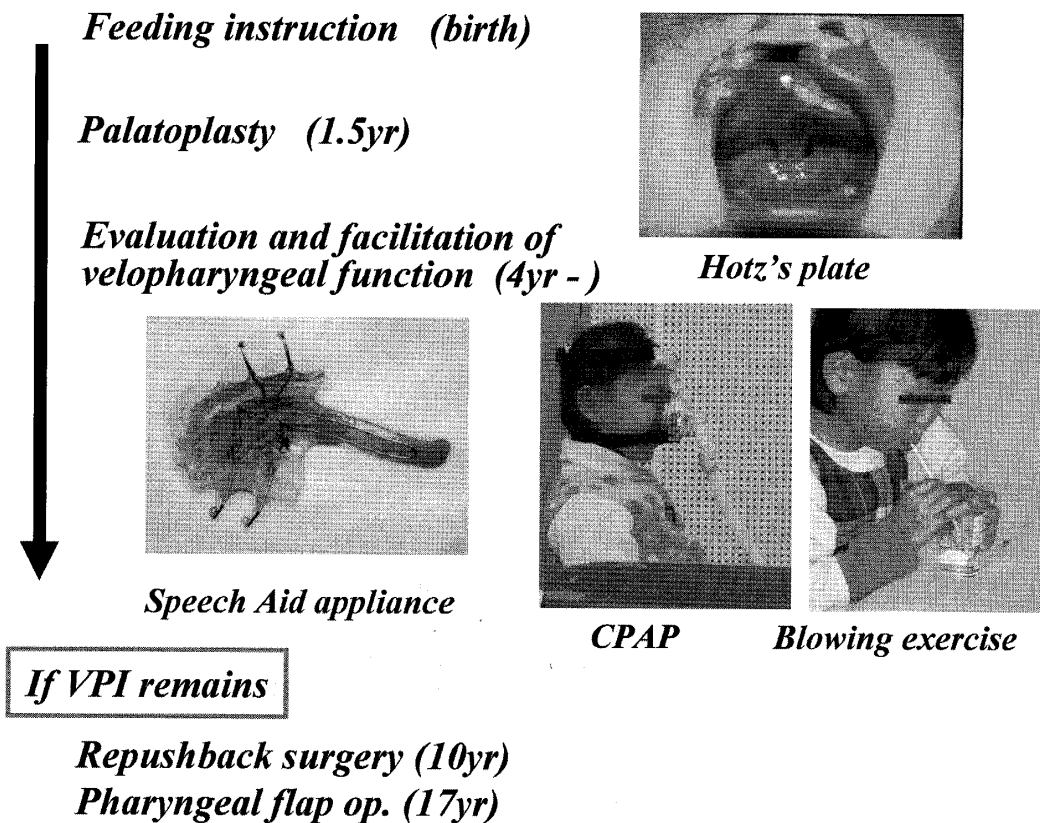 Feeding instruction (birth)
Palatoplasty (1.5yr)
Evaluation and facilitation of
velopharyngeal function (4yr - )
Hotz's plate
Speech Aid appliance
CPAP
Blowing exercise
If VPI remains
Repushback surgery (10yr)
Pharyngeal flap op. (17yr)